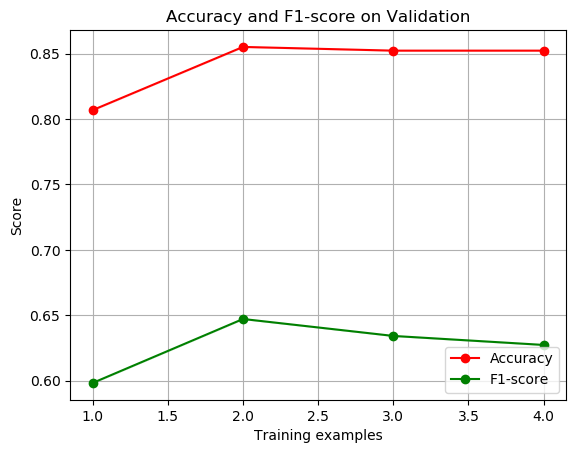 Accuracy and F1-score on Validation
Score
0.85
0.80
0.75
0.70
0.65
0.60
Accuracy
F1-score
1.0 1.5 2.0 2.5 3.0 3.5 4.0
Training examples